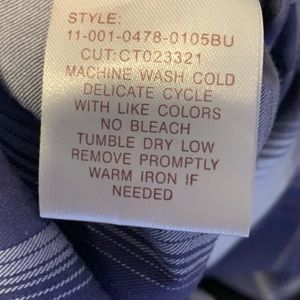 STYLE:
11-001-0478-0105BU
CUT:CT023321
MACHINE WASH COLD
DELICATE CYCLE
WITH LIKE COLORS
NO BLEACH
TUMBLE DRY LOW
REMOVE PROMPTLY
WARM IRON IF
NEEDED